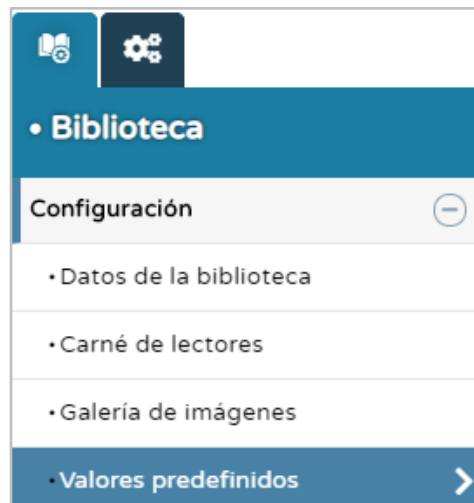 • Biblioteca
Configuración
• Datos de la biblioteca
• Carné de lectores
• Galería de imágenes
• Valores predefinidos